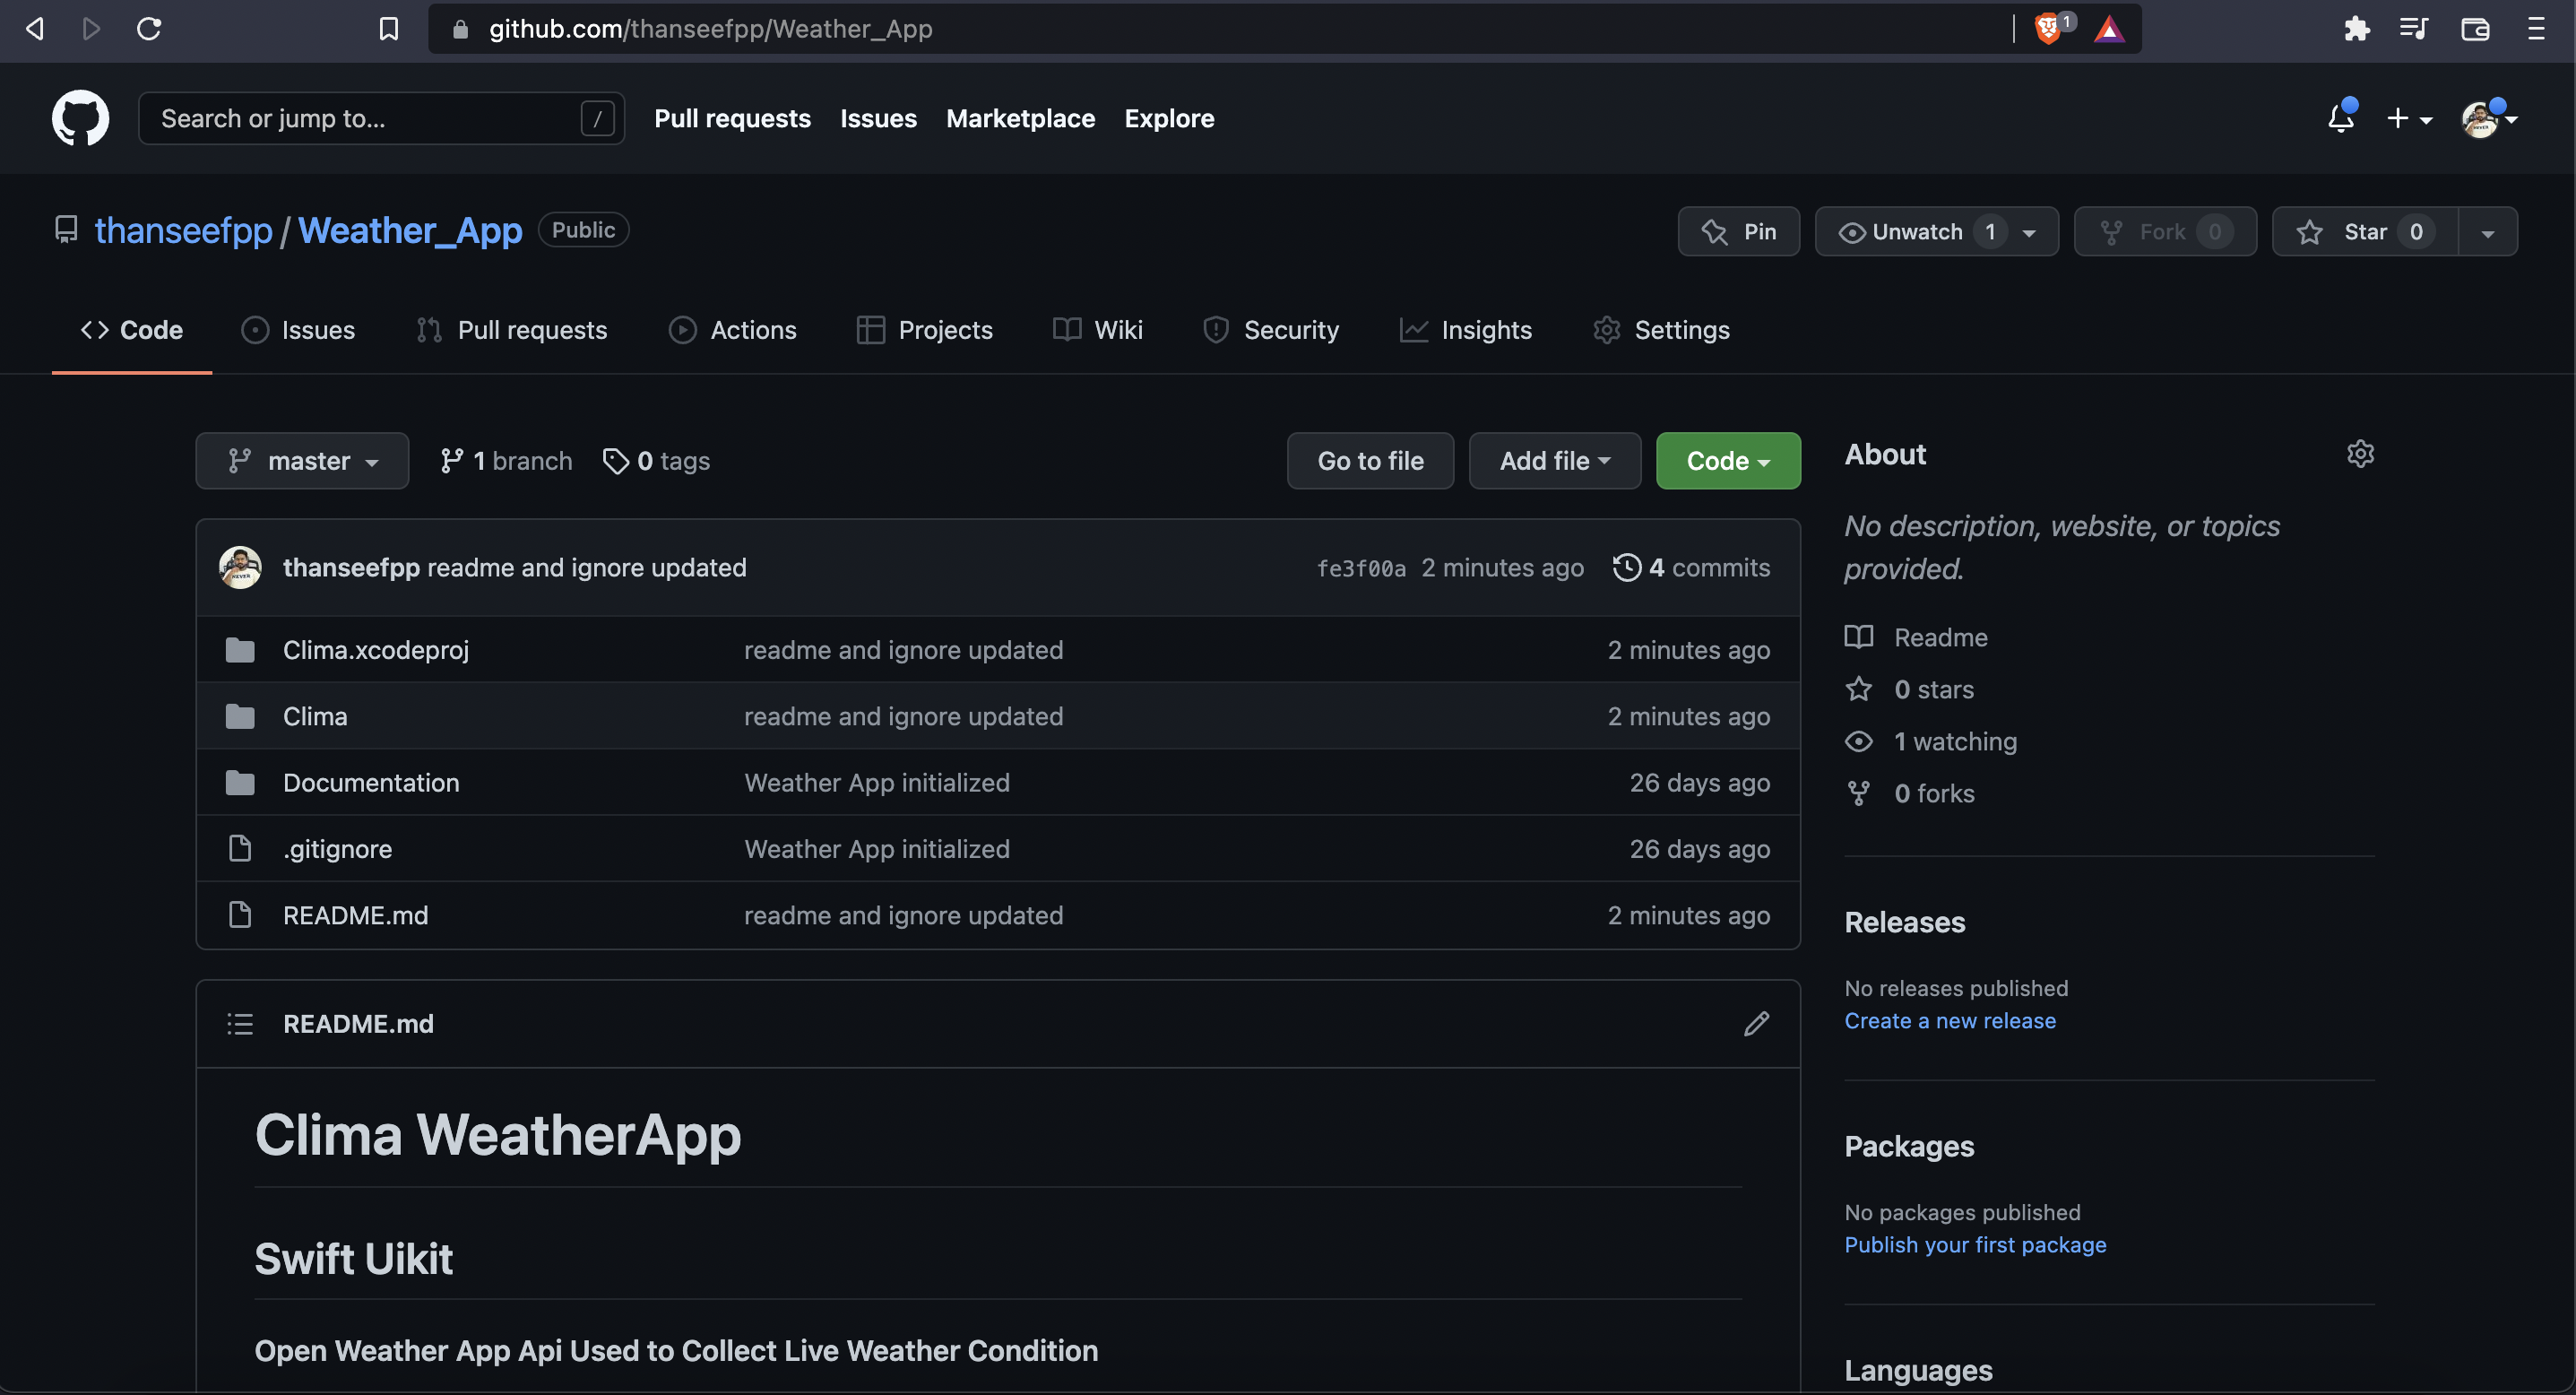 github.com/thanseefpp/Weather_App
1
Search or jump to... /
Pull requests Issues Marketplace Explore
thanseefpp / Weather_App Public
Pin Unwatch 1 Fork 0 Star 0
Code Issues Pull requests Actions Projects Wiki Security Insights Settings
master 1 branch 0 tags Go to file Add file Code
thanseefpp readme and ignore updated fe3f00a 2 minutes ago 4 commits
Clima.xcodeproj readme and ignore updated 2 minutes ago
Clima readme and ignore updated 2 minutes ago
Documentation Weather App initialized 26 days ago
.gitignore Weather App initialized 26 days ago
README.md readme and ignore updated 2 minutes ago
README.md
Clima WeatherApp
Swift Uikit
Open Weather App Api Used to Collect Live Weather Condition
About
No description, website, or topics
provided.
Readme
0 stars
1 watching
0 forks
Releases
No releases published
Create a new release
Packages
No packages published
Publish your first package
Languages